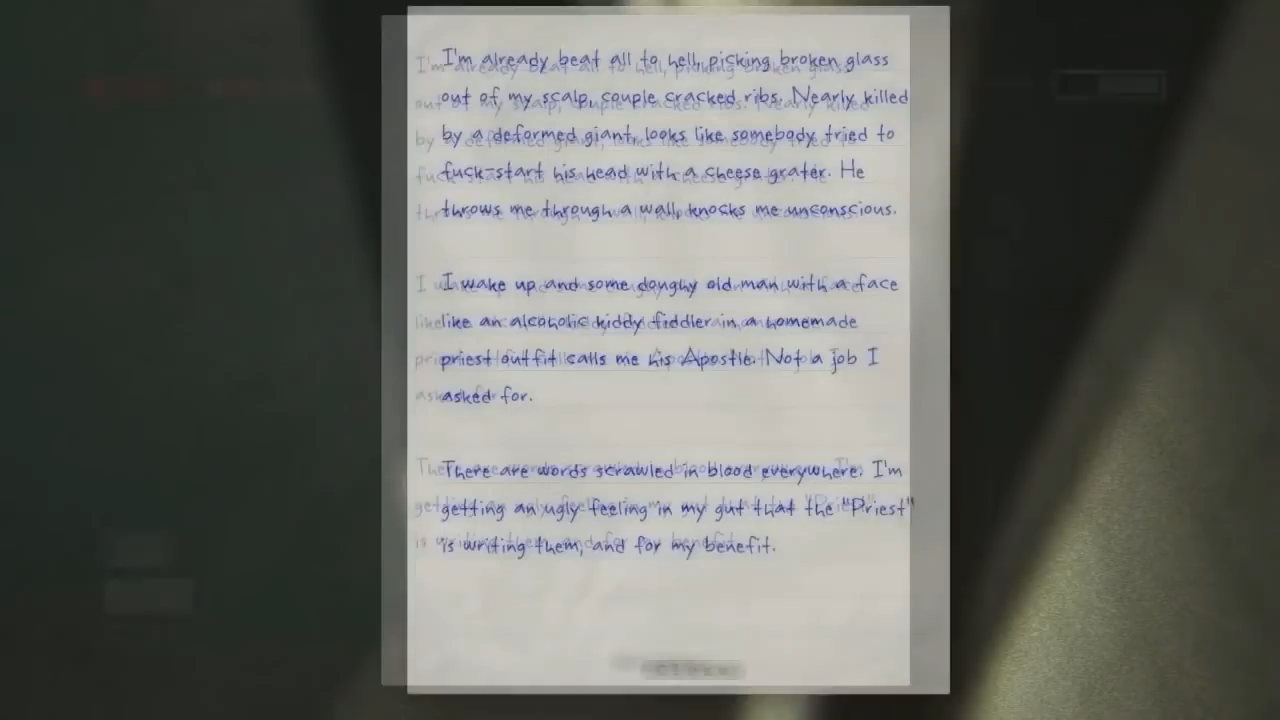 I'm already beat all to hell, picking broken glass
out of my scalp, couple cracked ribs. Nearly killed
by a deformed giant, looks like somebody tried to
fuck-start his head with a cheese grater. He
throws me through a wall, knocks me unconscious.
I wake up and some doughy old man with a face
like an alcoholic kiddy fiddler in a homemade
priest outfit calls me his Apostle. Not a job I
asked for.
There are words scrawled in blood everywhere. I'm
getting an ugly feeling in my gut that the "Priest"
is writing them, and for my benefit.